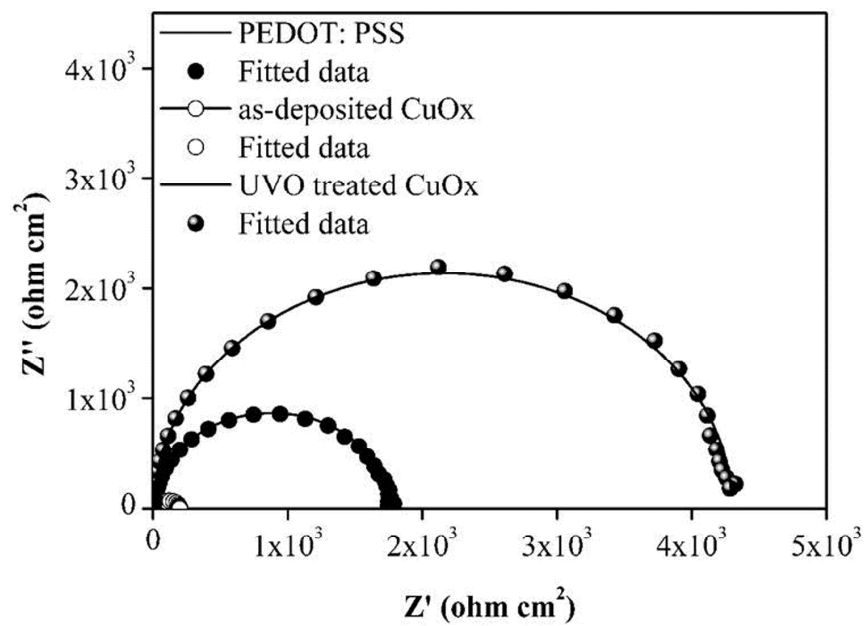 PEDOT: PSS
Fitted data
as-deposited CuOx
Fitted data
UVO treated CuOx
Fitted data
4x10³
3x10³
2x10³
1x10³
0
Z'' (ohm cm²)
0
1x10³
2x10³
3x10³
4x10³
5x10³
Z' (ohm cm²)